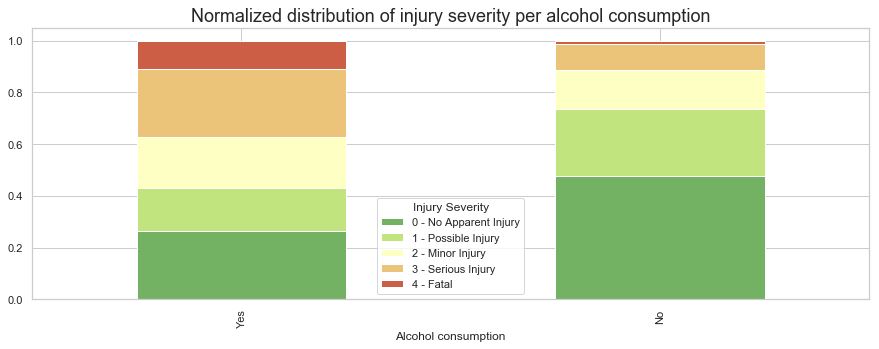 Normalized distribution of injury severity per alcohol consumption
1.0
0.8
0.6
0.4
0.2
0.0
Injury Severity
0 - No Apparent Injury
1 - Possible Injury
2 - Minor Injury
3 - Serious Injury
4 - Fatal
Yes
No
Alcohol consumption